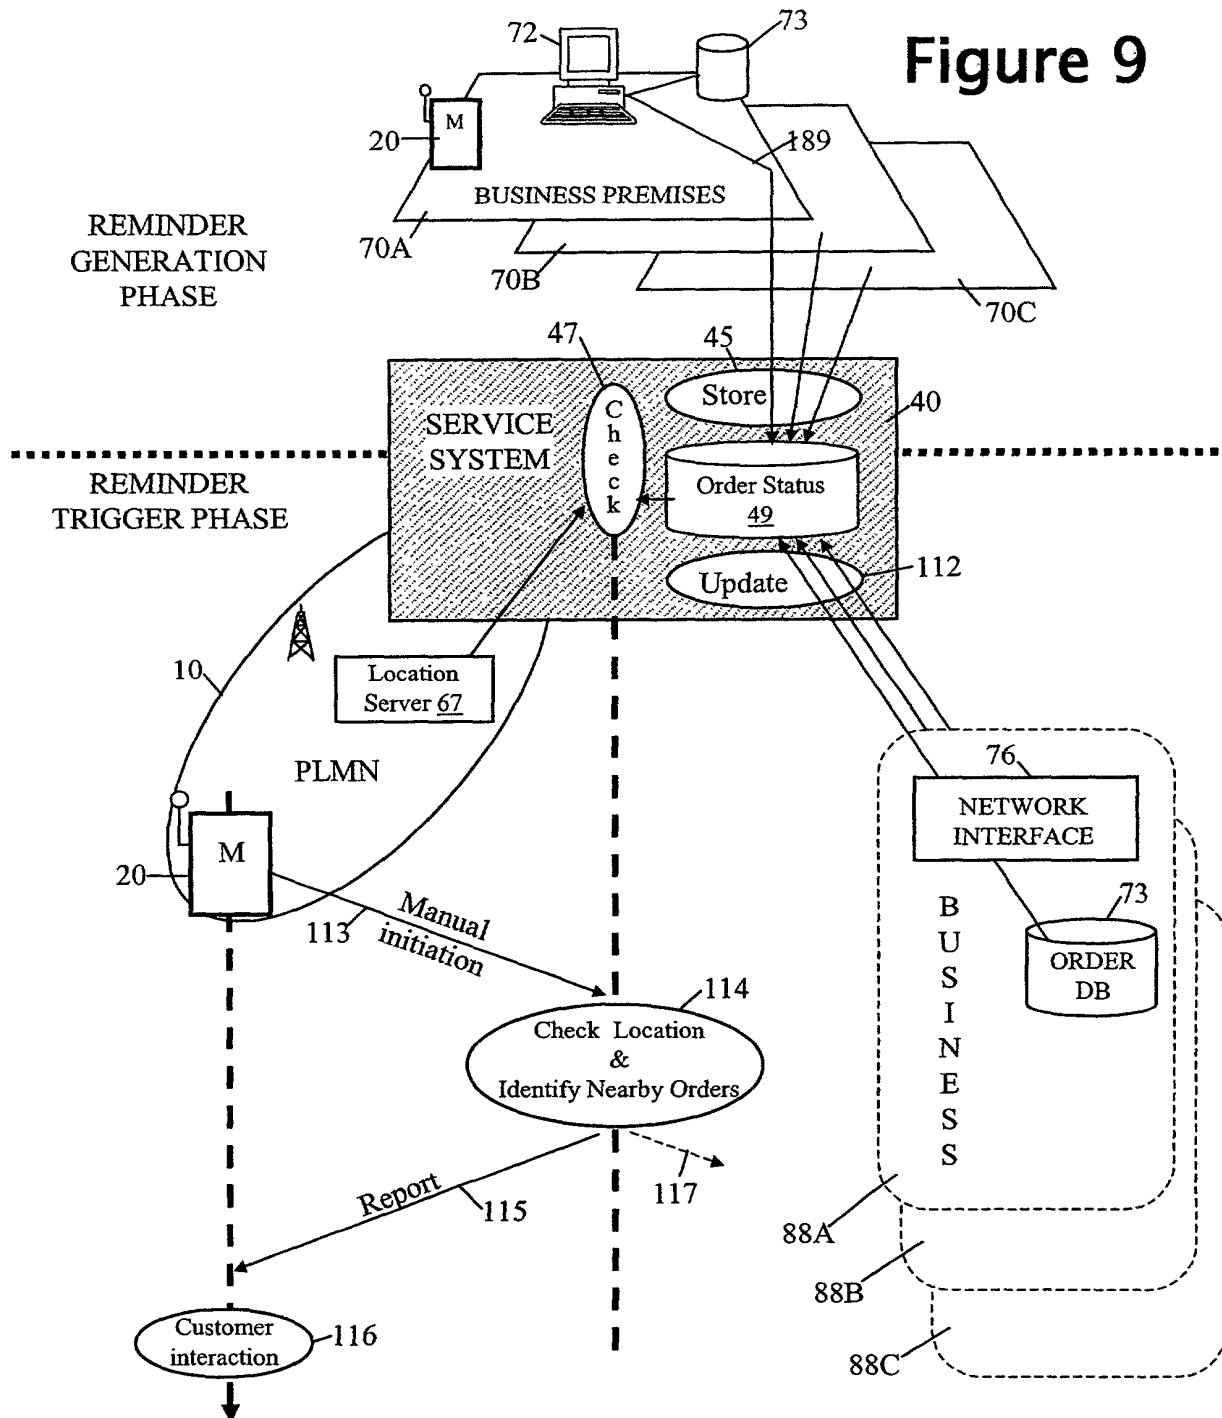 Figure 9
72
73
M
20
189
BUSINESS PREMISES
70A
70B
70C
REMINDER
GENERATION
PHASE
47
45
Store
40
SERVICE
SYSTEM
Check
REMINDER
TRIGGER PHASE
Order Status
49
Update
112
10
Location
Server 67
PLMN
76
NETWORK
INTERFACE
M
20
73
ORDER
DB
BUSINESS
Manual
initiation
113
114
Check Location
&
Identify Nearby Orders
Report
115
117
88A
88B
88C
Customer
interaction
116